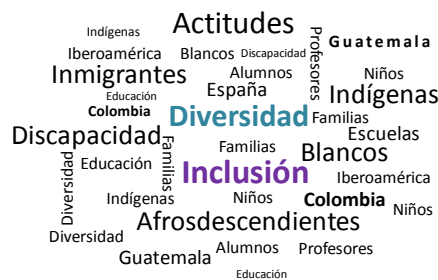 Actitudes
Indígenas
Profesores
Guatemala
Iberoamérica
Blancos
Discapacidad
Inmigrantes
Alumnos
Niños
España
Indígenas
Educación
Colombia
Diversidad
Familias
Discapacidad
Escuelas
Familias
Familias
Blancos
Educación
Inclusión
Iberoamérica
Diversidad
Indígenas
Niños
Colombia
Niños
Afrosdescendientes
Diversidad
Guatemala
Alumnos
Profesores
Educación